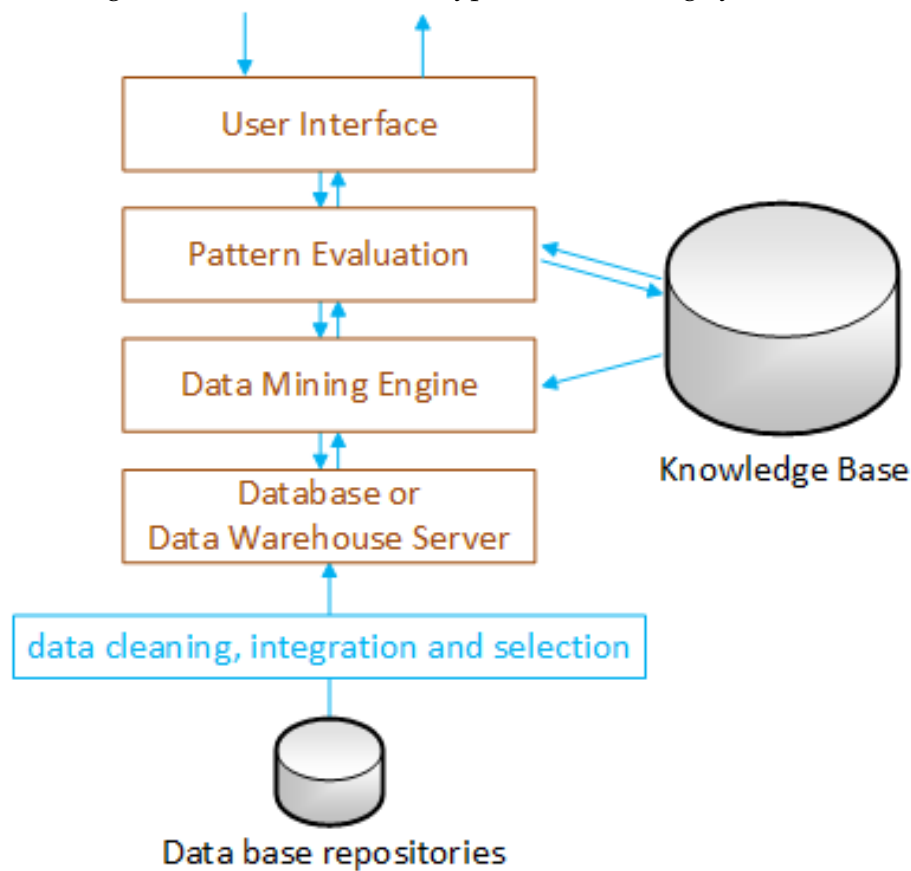 User Interface
Pattern Evaluation
Data Mining Engine
Knowledge Base
Database or
Data Warehouse Server
data cleaning, integration and selection
Data base repositories